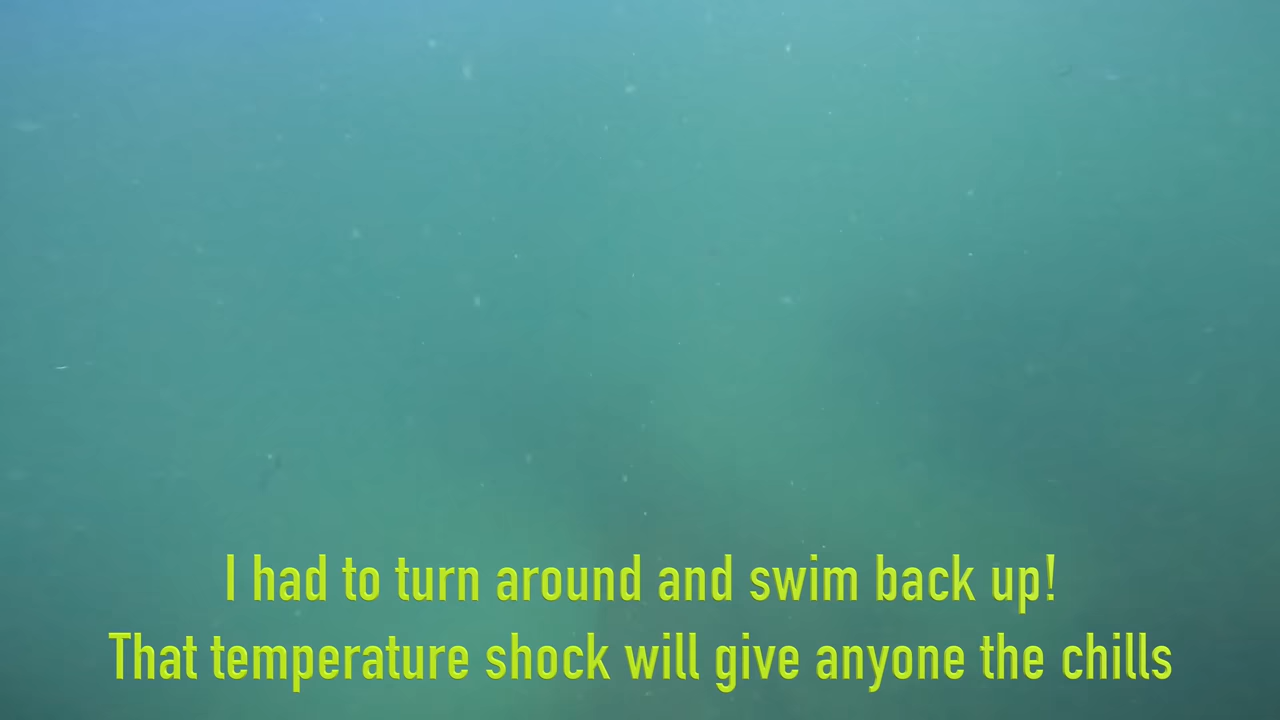 I had to turn around and swim back up!
That temperature shock will give anyone the chills